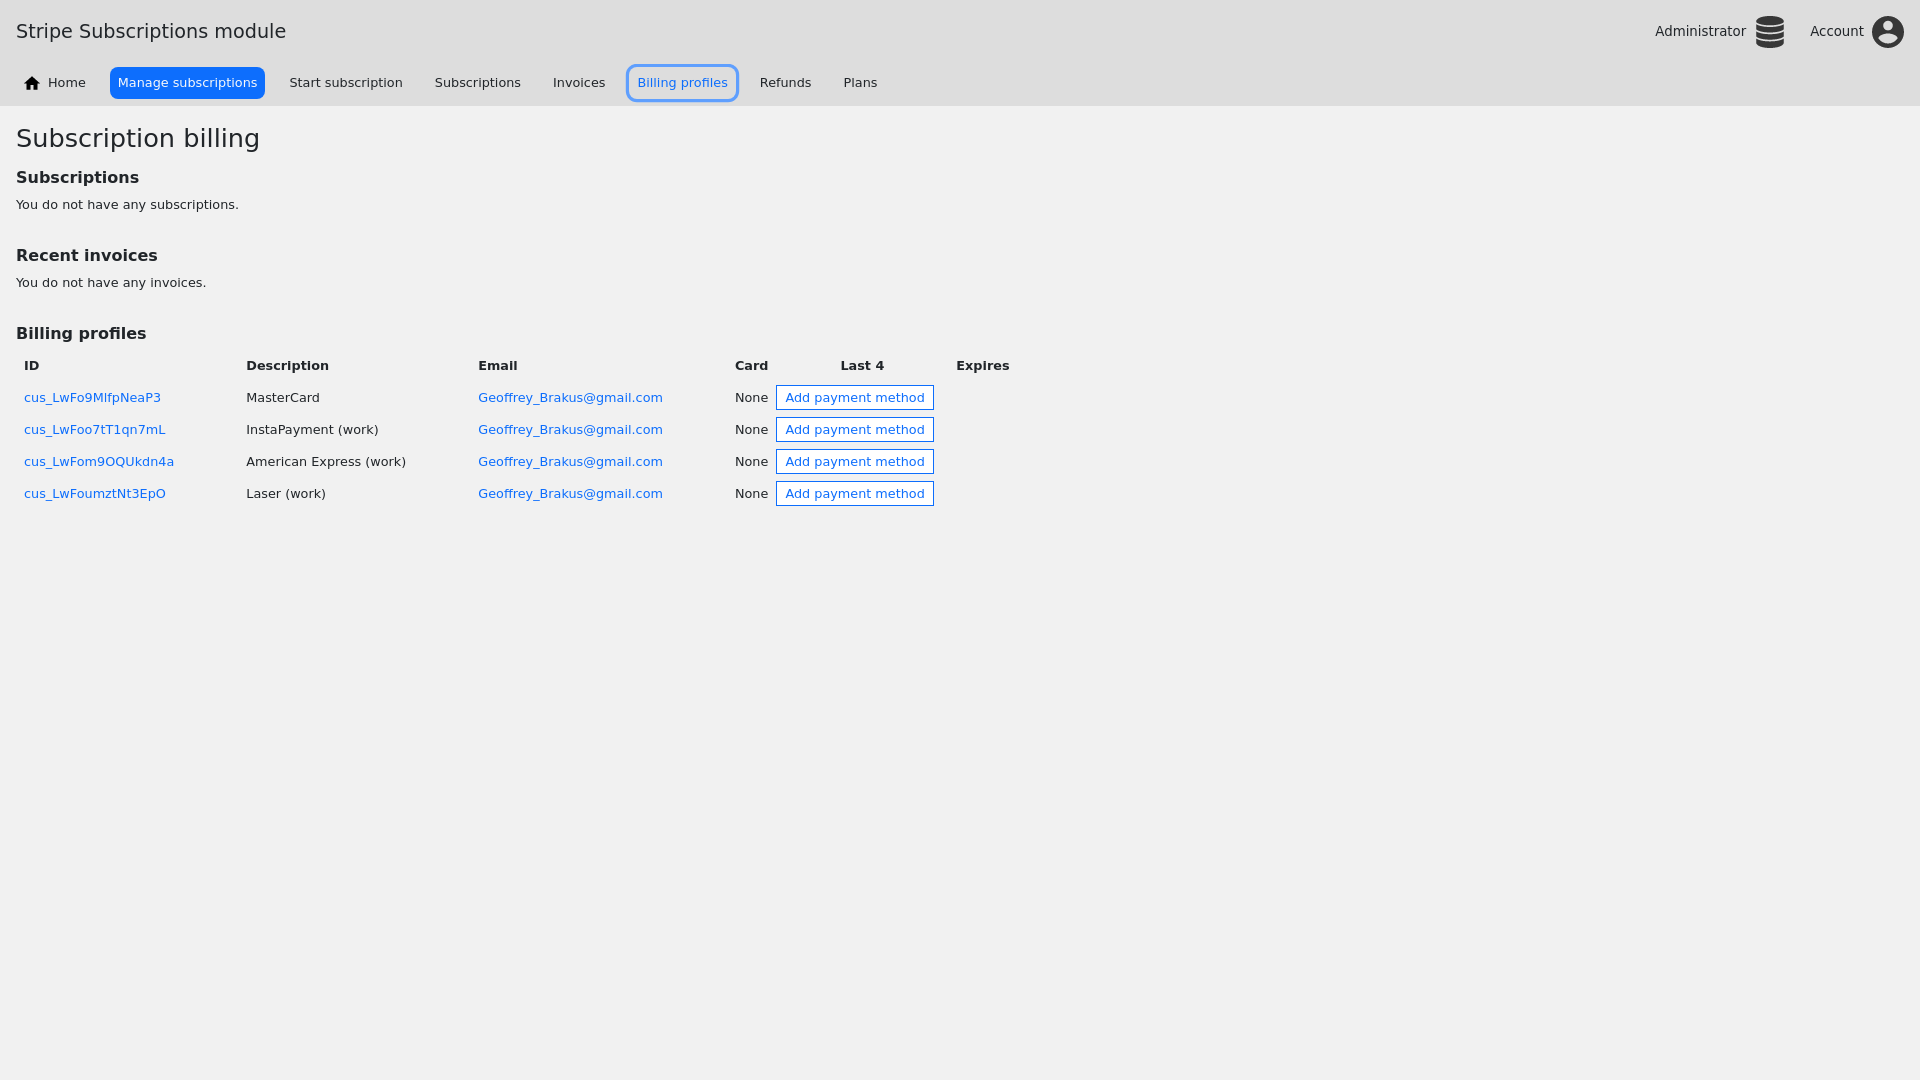 Stripe Subscriptions module
Administrator
Account
Home
Manage subscriptions
Start subscription
Subscriptions
Invoices
Billing profiles
Refunds
Plans
Subscription billing
Subscriptions
You do not have any subscriptions.
Recent invoices
You do not have any invoices.
Billing profiles
ID Description Email Card Last 4 Expires
cus_LwFo9MlfpNeaP3 MasterCard Geoffrey_Brakus@gmail.com None Add payment method
cus_LwFoo7tT1qn7mL InstaPayment (work) Geoffrey_Brakus@gmail.com None Add payment method
cus_LwFom9OQUkdn4a American Express (work) Geoffrey_Brakus@gmail.com None Add payment method
cus_LwFoumztNt3EpO Laser (work) Geoffrey_Brakus@gmail.com None Add payment method